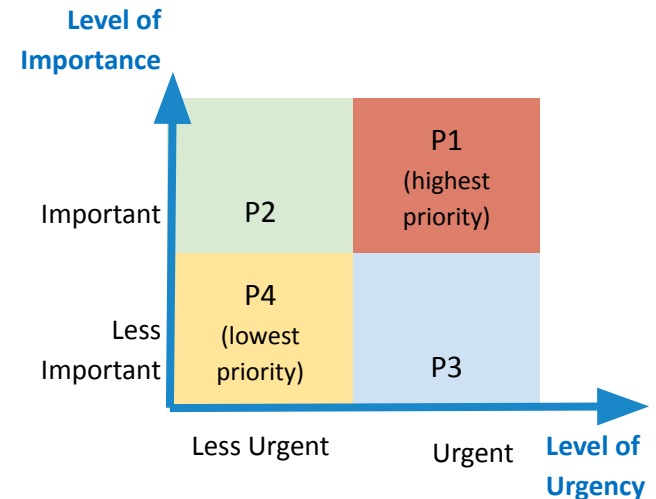 Level of
Importance
P1
(highest
priority)
Important
P2
P4
(lowest
priority)
Less
Important
P3
Less Urgent
Urgent
Level of
Urgency